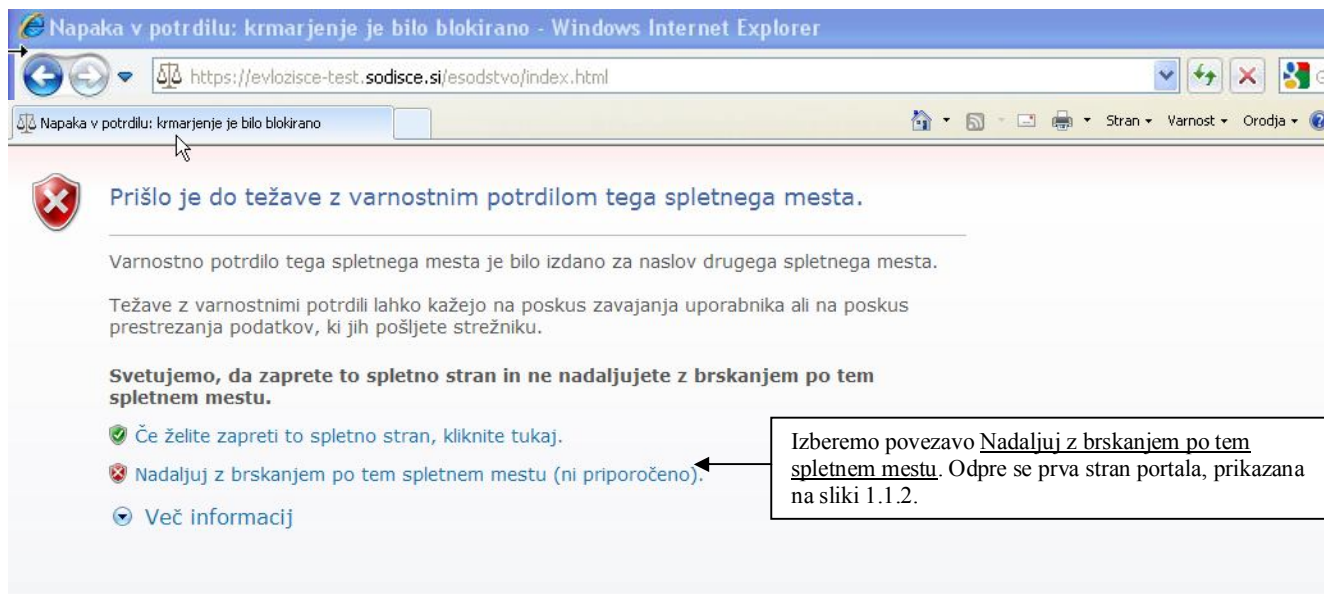 Napaka v potrdilu: krmarjenje je bilo blokirano - Windows Internet Explorer
https://evlozisce-test.sodisce.si/esodstvo/index.html
Napaka v potrdilu: krmarjenje je bilo blokirano
Stran Varnost Orodja
Prišlo je do težave z varnostnim potrdilom tega spletnega mesta.
Varnostno potrdilo tega spletnega mesta je bilo izdano za naslov drugega spletnega mesta.
Težave z varnostnimi potrdili lahko kažejo na poskus zavajanja uporabnika ali na poskus
prestrezanja podatkov, ki jih pošljete strežniku.
Svetujemo, da zaprete to spletno stran in ne nadaljujete z brskanjem po tem
spletnem mestu.
Če želite zapreti to spletno stran, kliknite tukaj.
Nadaljuj z brskanjem po tem spletnem mestu (ni priporočeno).
Več informacij
Izberemo povezavo Nadaljuj z brskanjem po tem
spletnem mestu. Odpre se prva stran portala, prikazana
na sliki 1.1.2.